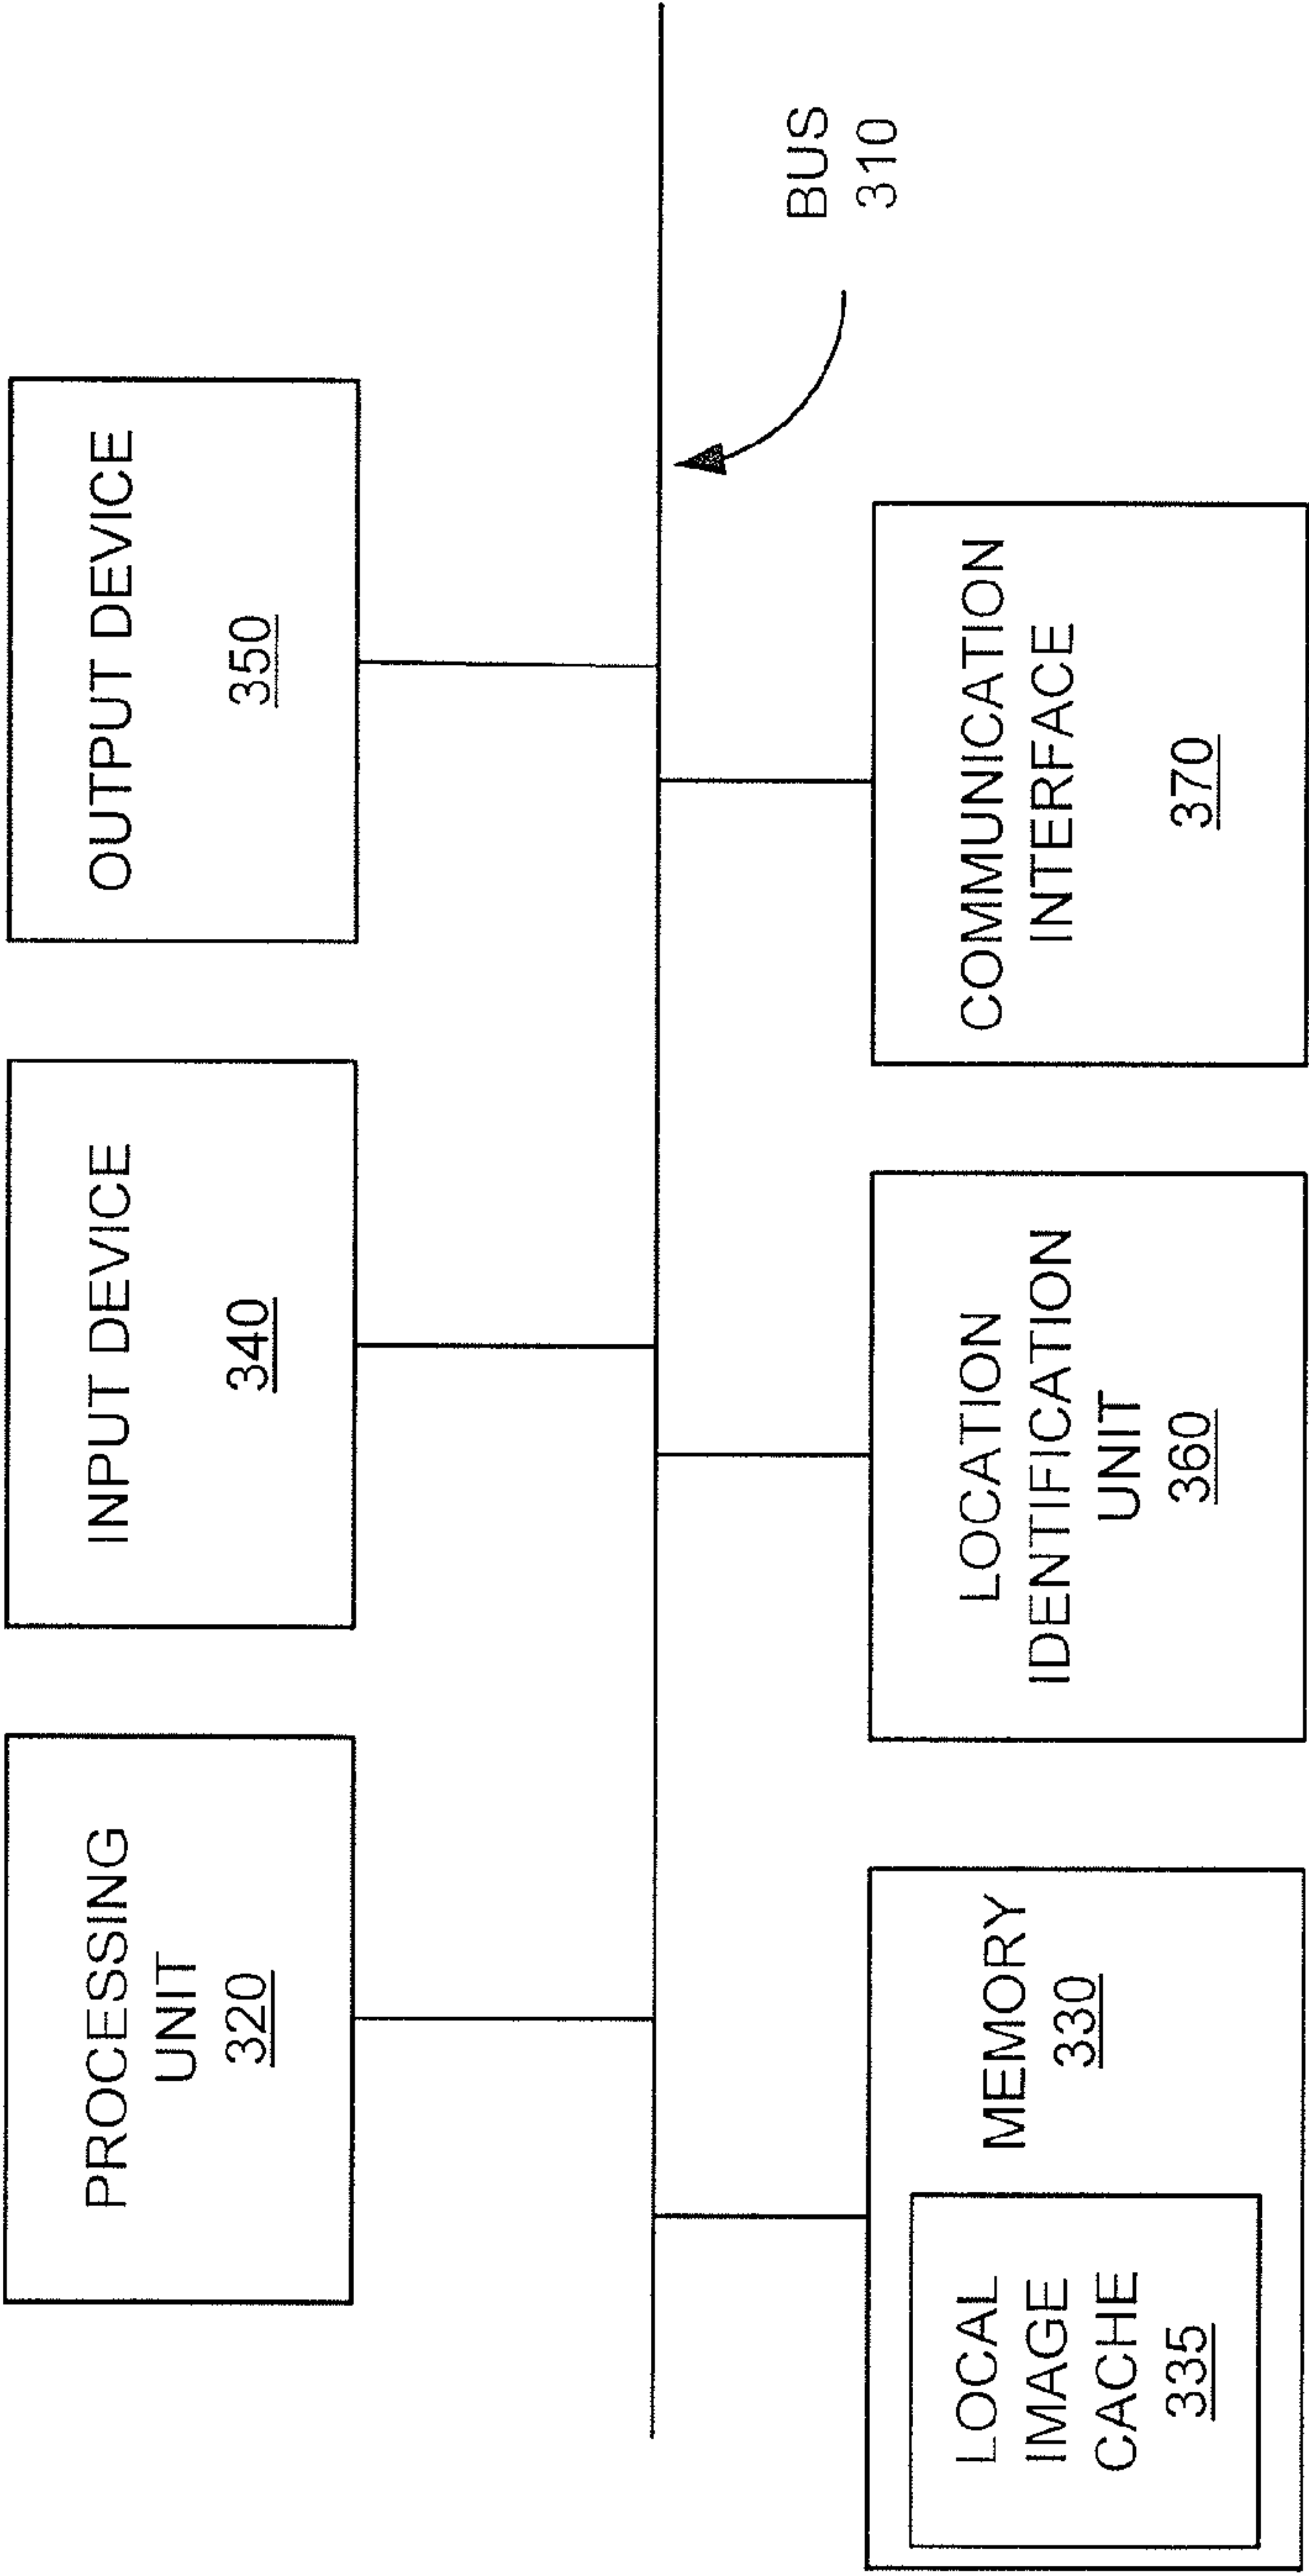 PROCESSING
UNIT
320
INPUT DEVICE
340
OUTPUT DEVICE
350
BUS
310
MEMORY
330
LOCAL
IMAGE
CACHE
335
LOCATION
IDENTIFICATION
UNIT
360
COMMUNICATION
INTERFACE
370